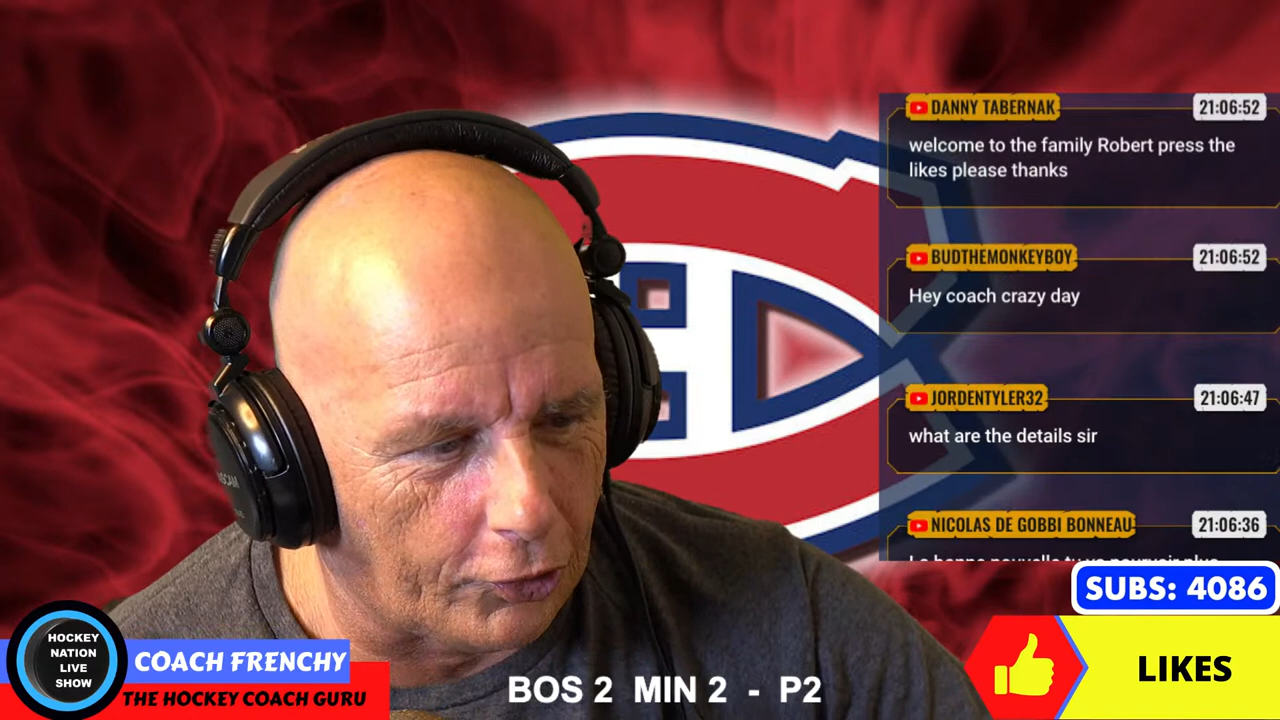 DANNY TABERNAK
21:06:52
welcome to the family Robert press the
likes please thanks
BUDTHEMONKEYBOY
21:06:52
Hey coach crazy day
JORDENTYLER32
21:06:47
what are the details sir
NICOLAS DE GOBBI BONNEAU
21:06:36
SUBS: 4086
LIKES
HOCKEY
NATION
LIVE
SHOW
COACH FRENCHY
THE HOCKEY COACH GURU
BOS 2 MIN 2 - P2